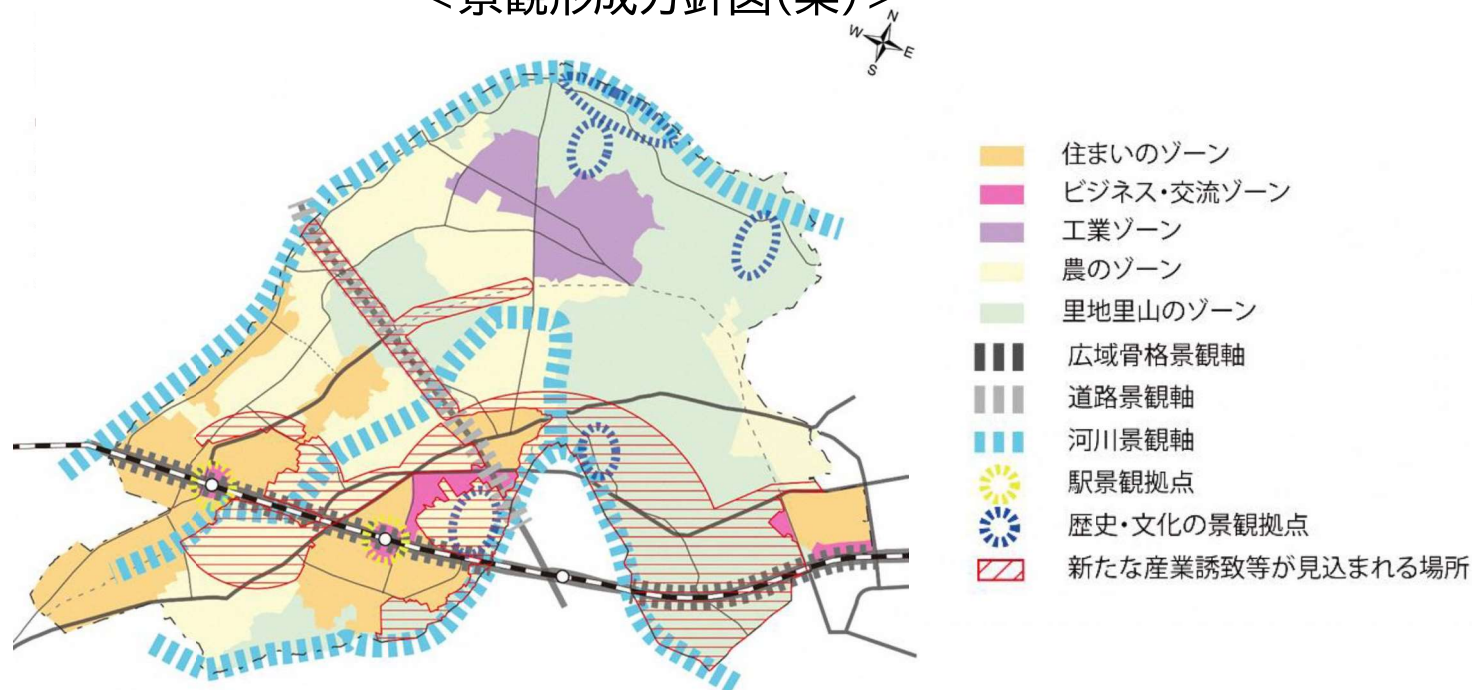 <景観形成方針図(案)>
N
W
E
S
住まいのゾーン
ビジネス・交流ゾーン
工業ゾーン
農のゾーン
里地里山のゾーン
広域骨格景観軸
道路景観軸
河川景観軸
駅景観拠点
歴史・文化の景観拠点
新たな産業誘致等が見込まれる場所